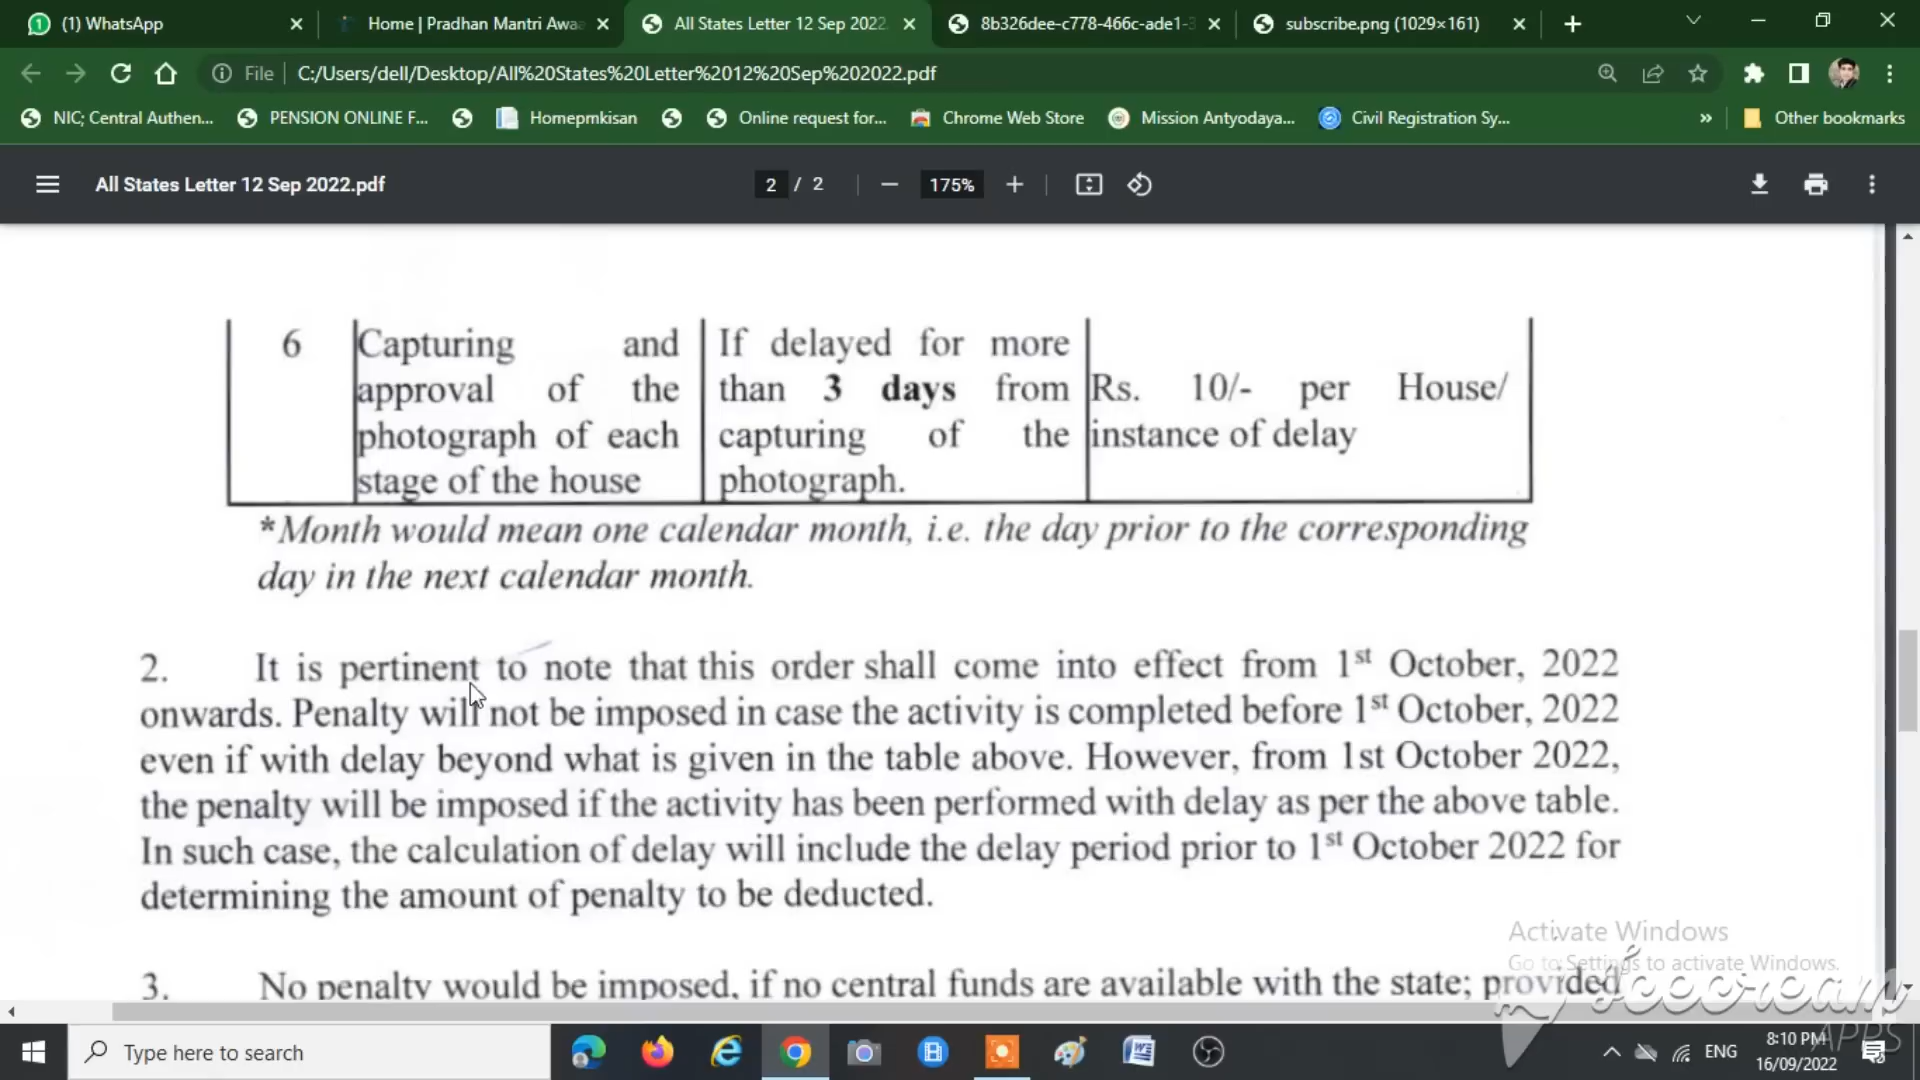 (1) WhatsApp
Home | Pradhan Mantri Awaa
All States Letter 12 Sep 2022.
8b326dee-c778-466c-ade1-3
subscribe.png (1029×161)
File
C:/Users/dell/Desktop/All%20States%20Letter%2012%20Sep%202022.pdf
NIC; Central Authen...
PENSION ONLINE F...
Homepmkisan
Online request for...
Chrome Web Store
Mission Antyodaya...
Civil Registration Sy...
»
Other bookmarks
All States Letter 12 Sep 2022.pdf
2 / 2
175%
6
Capturing and
approval of the
photograph of each
stage of the house
If delayed for more
than 3 days from
capturing of the
photograph.
Rs. 10/- per House/
instance of delay
*Month would mean one calendar month, i.e. the day prior to the corresponding
day in the next calendar month.
2. It is pertinent to note that this order shall come into effect from 1st October, 2022
onwards. Penalty will not be imposed in case the activity is completed before 1st October, 2022
even if with delay beyond what is given in the table above. However, from 1st October 2022,
the penalty will be imposed if the activity has been performed with delay as per the above table.
In such case, the calculation of delay will include the delay period prior to 1st October 2022 for
determining the amount of penalty to be deducted.
Activate Windows
Go to Settings to activate Windows.
3. No penalty would be imposed, if no central funds are available with the state; provided
APPS
Type here to search
ENG
8:10 PM
16/09/2022